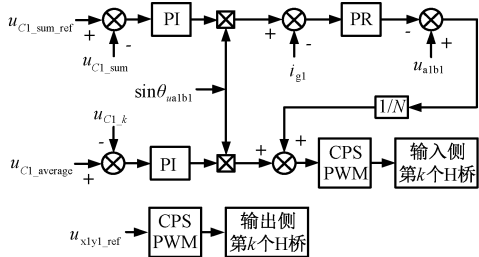 uC1_sum_ref
PI
PR
uC1_sum
ig1
ua1b1
sinθua1b1
1/N
uC1_k
uC1_average
PI
CPS
PWM
输入侧
第k个H桥
ux1y1_ref
CPS
PWM
输出侧
第k个H桥